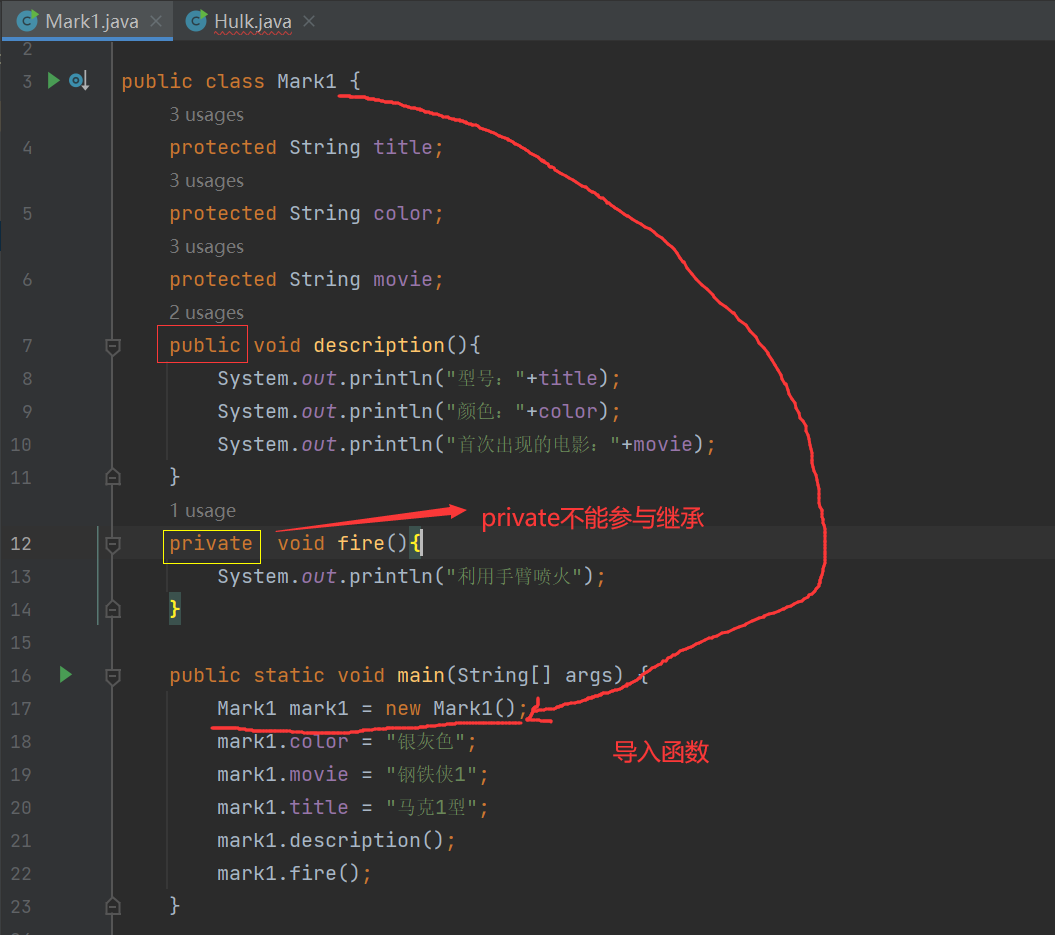 Mark1.java × Hulk.java ×
2
3 public class Mark1 {
3 usages
4 protected String title;
3 usages
5 protected String color;
3 usages
6 protected String movie;
2 usages
7 public void description(){
8 System.out.println("型号："+title);
9 System.out.println("颜色："+color);
10 System.out.println("首次出现的电影："+movie);
11 }
1 usage
private不能参与继承
12 private void fire(){
13 System.out.println("利用手臂喷火");
14 }
15
16 public static void main(String[] args) {
17 Mark1 mark1 = new Mark1();
18 mark1.color = "银灰色";
导入函数
19 mark1.movie = "钢铁侠1";
20 mark1.title = "马克1型";
21 mark1.description();
22 mark1.fire();
23 }